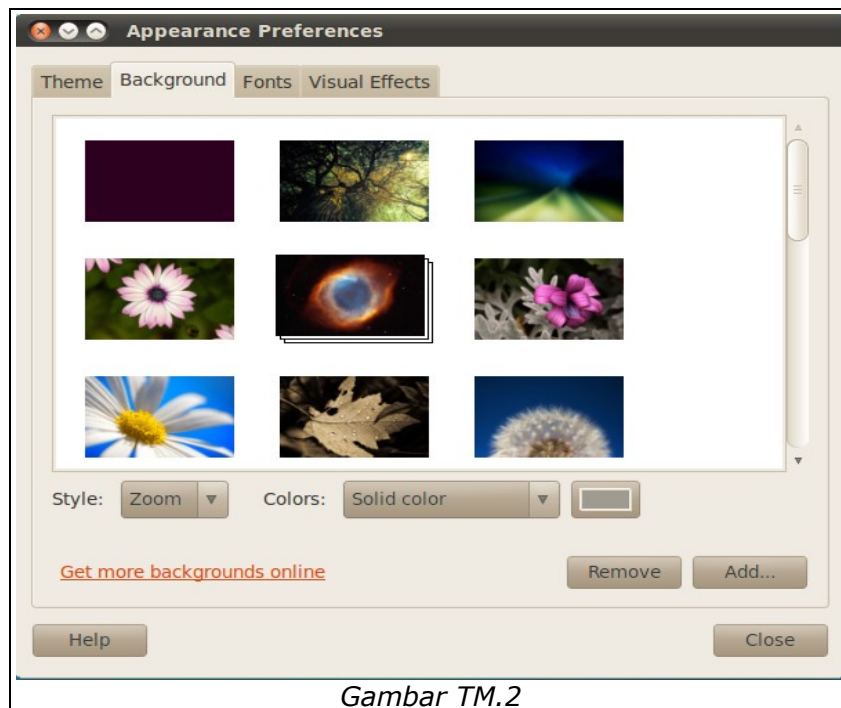 Appearance Preferences
Theme Background Fonts Visual Effects
Style: Zoom Colors: Solid color
Get more backgrounds online Remove Add...
Help Close
Gambar TM.2